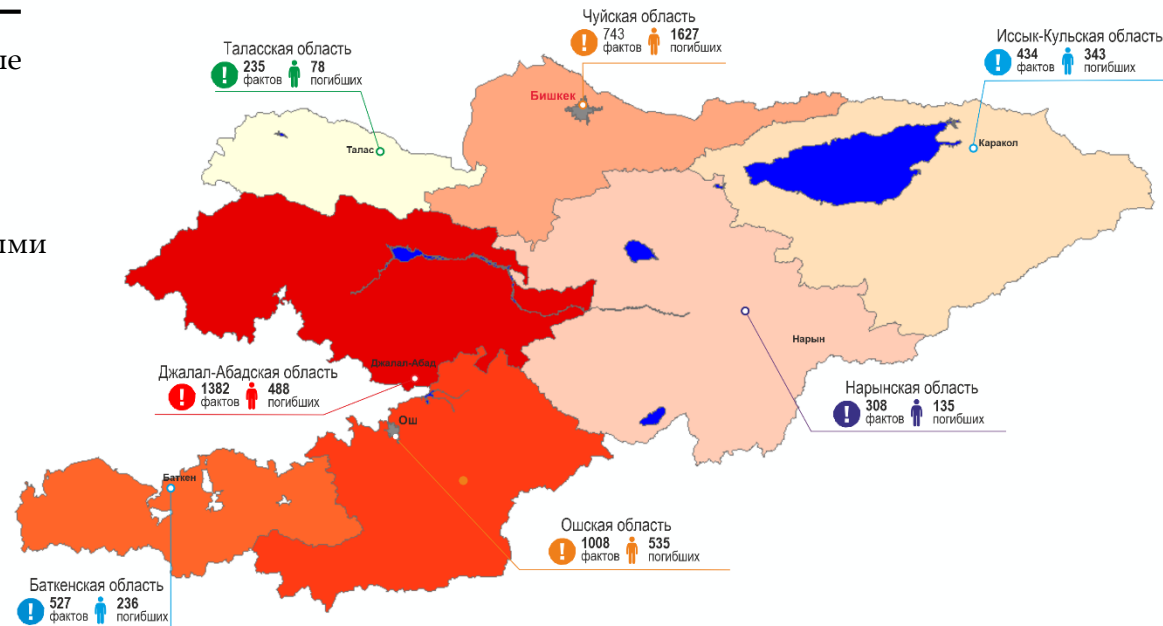 Чуйская область
743 1627
фактов погибших
Иссык-Кульская область
434 343
фактов погибших
Таласская область
235 78
фактов погибших
Бишкек
Талас
Каракол
ыми
Нарын
Джалал-Абад
Джалал-Абадская область
1382 488
фактов погибших
Нарынская область
308 135
фактов погибших
Ош
Баткен
Ошская область
1008 535
фактов погибших
Баткенская область
527 236
фактов погибших